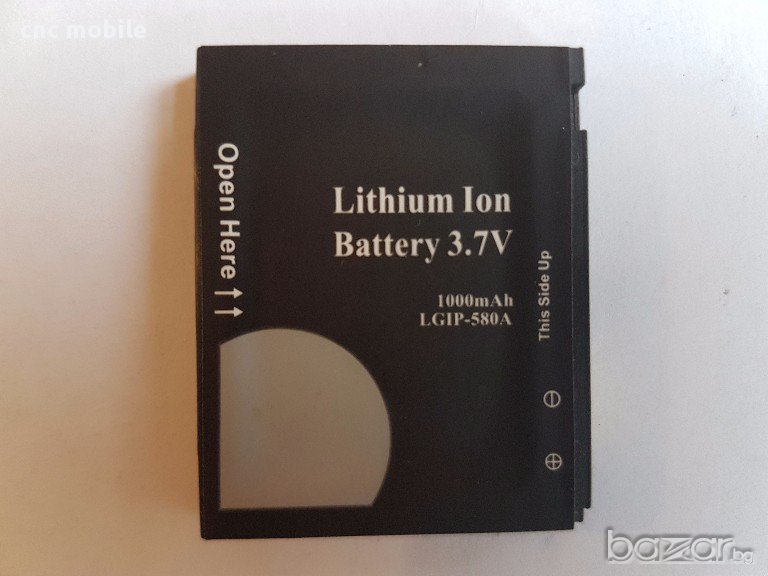 cnc mobile
Open Here ↑↑
Lithium Ion
Battery 3.7V
1000mAh
LGIP-580A
This Side Up
⊖
⊕
bazar.bg